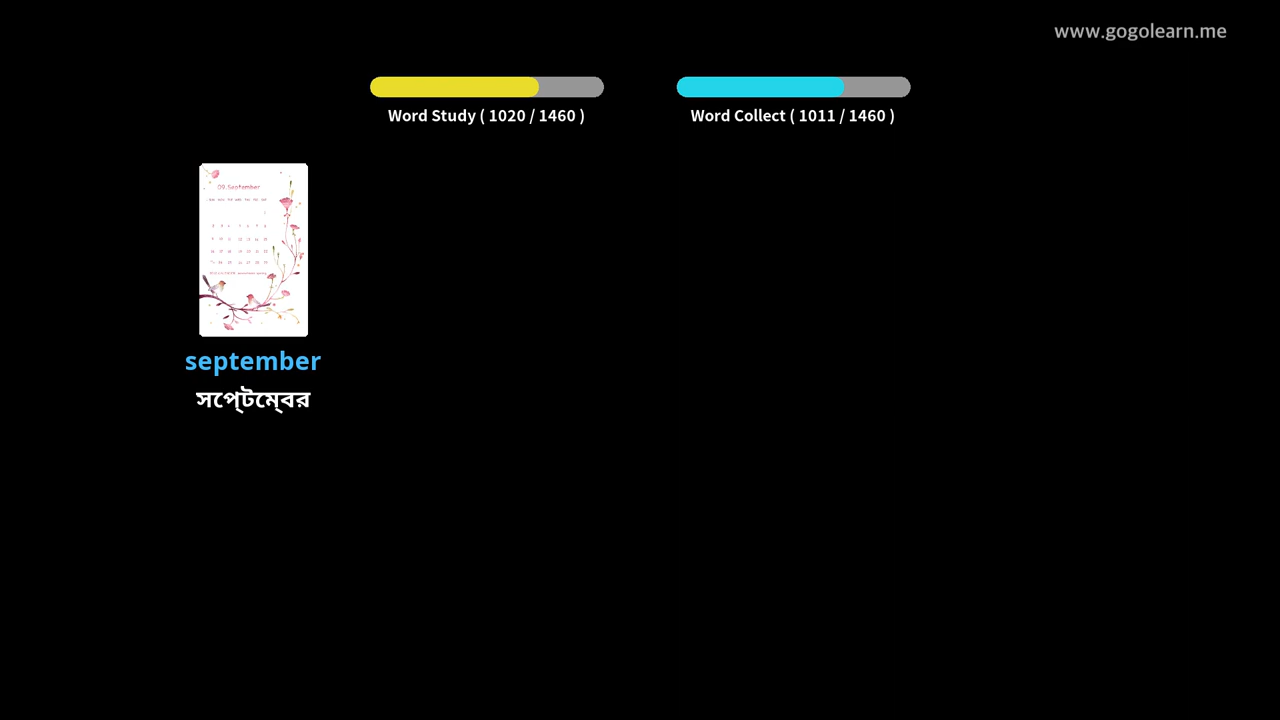 www.gogolearn.me
Word Study ( 1020 / 1460 )
Word Collect ( 1011 / 1460 )
09.September
september
সপ্টেম্বের